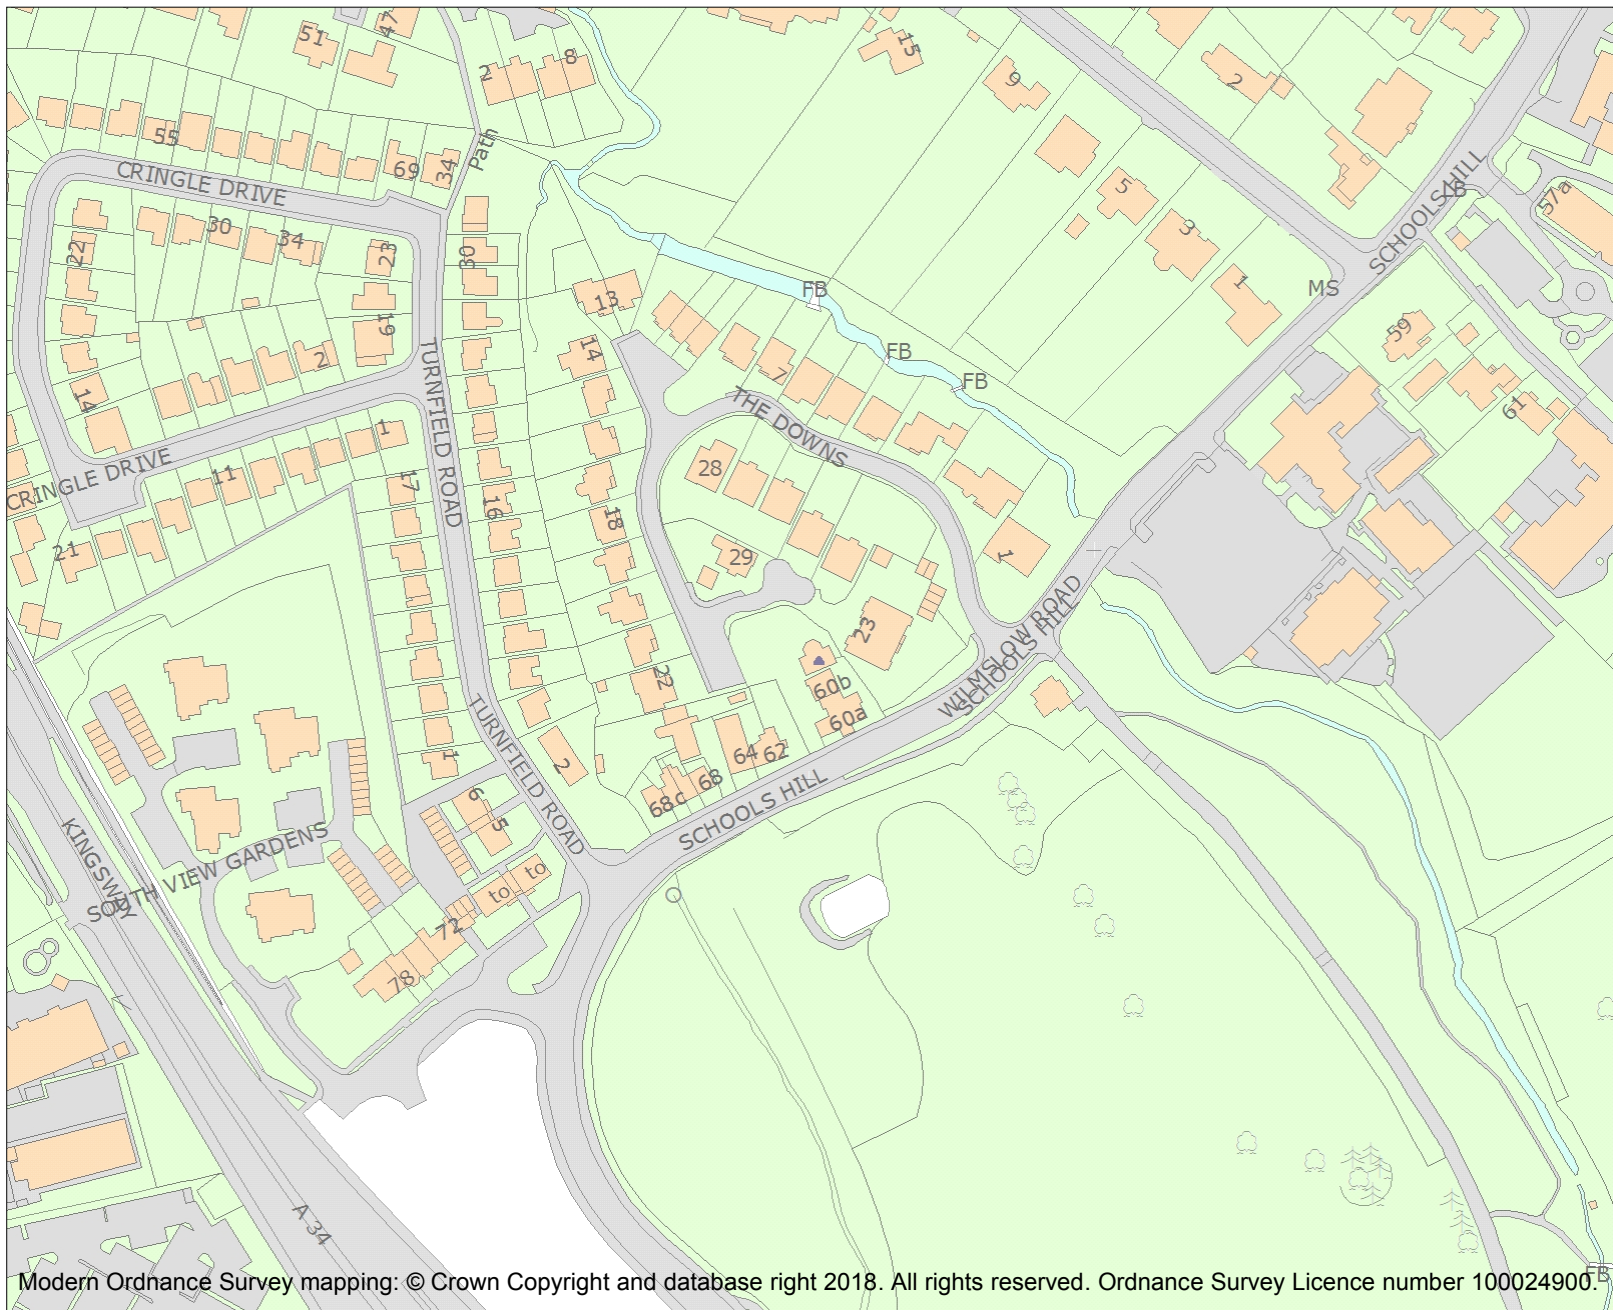 51
47
2
8
15
9
2
55
69
34
Path
CRINGLE DRIVE
SCHOOLS HILL
LB
57a
5
3
22
30
34
23
30
1
MS
13
FB
19
59
2
14
FB
7
FB
14
TURNFIELD ROAD
THE DOWNS
61
1
CRINGLE DRIVE
11
17
28
16
18
21
29
1
23
WILMSLOW ROAD
SCHOOLS HILL
22
60b
60a
TURNFIELD ROAD
1
2
64
62
68
68c
SCHOOLS HILL
6
5
KINGSWAY
SOUTH VIEW GARDENS
to
to
72
78
A 34
FB
Modern Ordnance Survey mapping: © Crown Copyright and database right 2018. All rights reserved. Ordnance Survey Licence number 100024900.